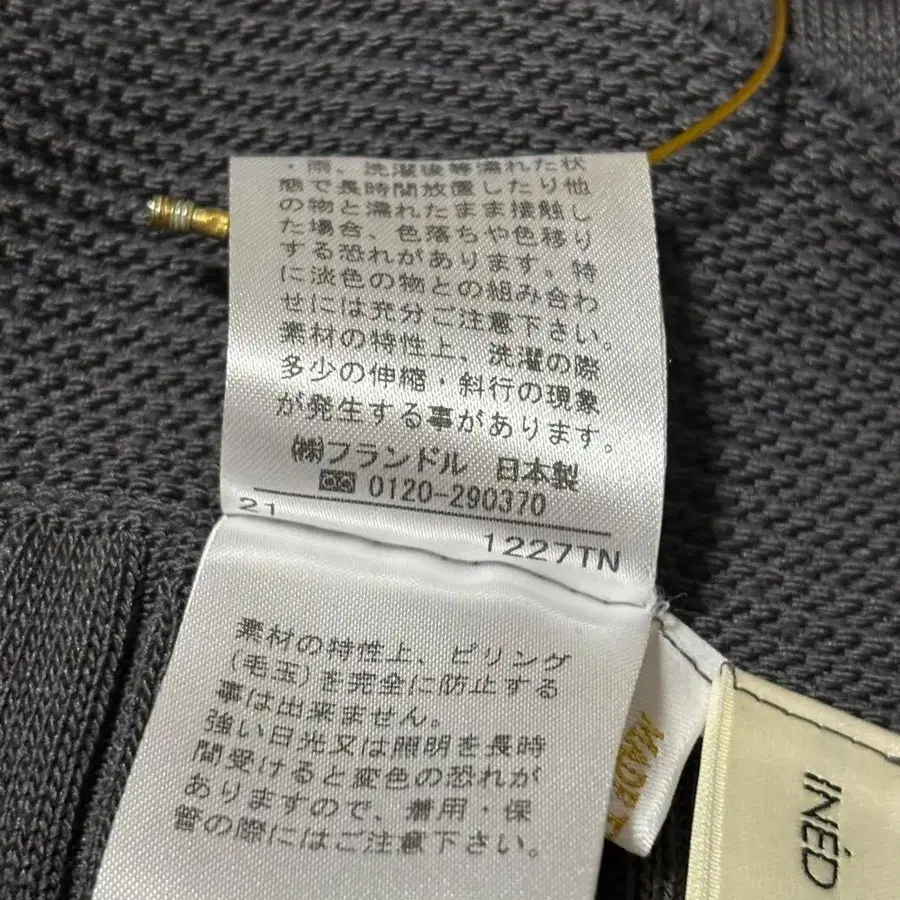 ・雨、洗濯後等濡れた状
態で長時間放置したり他
の物と濡れたまま接触し
た場合、色落ちや色移り
する恐れがあります。特
に淡色の物との組み合わ
せには充分ご注意下さい。
素材の特性上、洗濯の際
多少の伸縮・斜行の現象
が発生する事があります。
㈱フランドル 日本製
0120-290370
21
1227TN
素材の特性上、ピリング
(毛玉)を完全に防止する
事は出来ません。
強い日光又は照明を長時
間受けると変色の恐れが
ありますので、着用・保
管の際にはご注意下さい。
MADE
INÉD